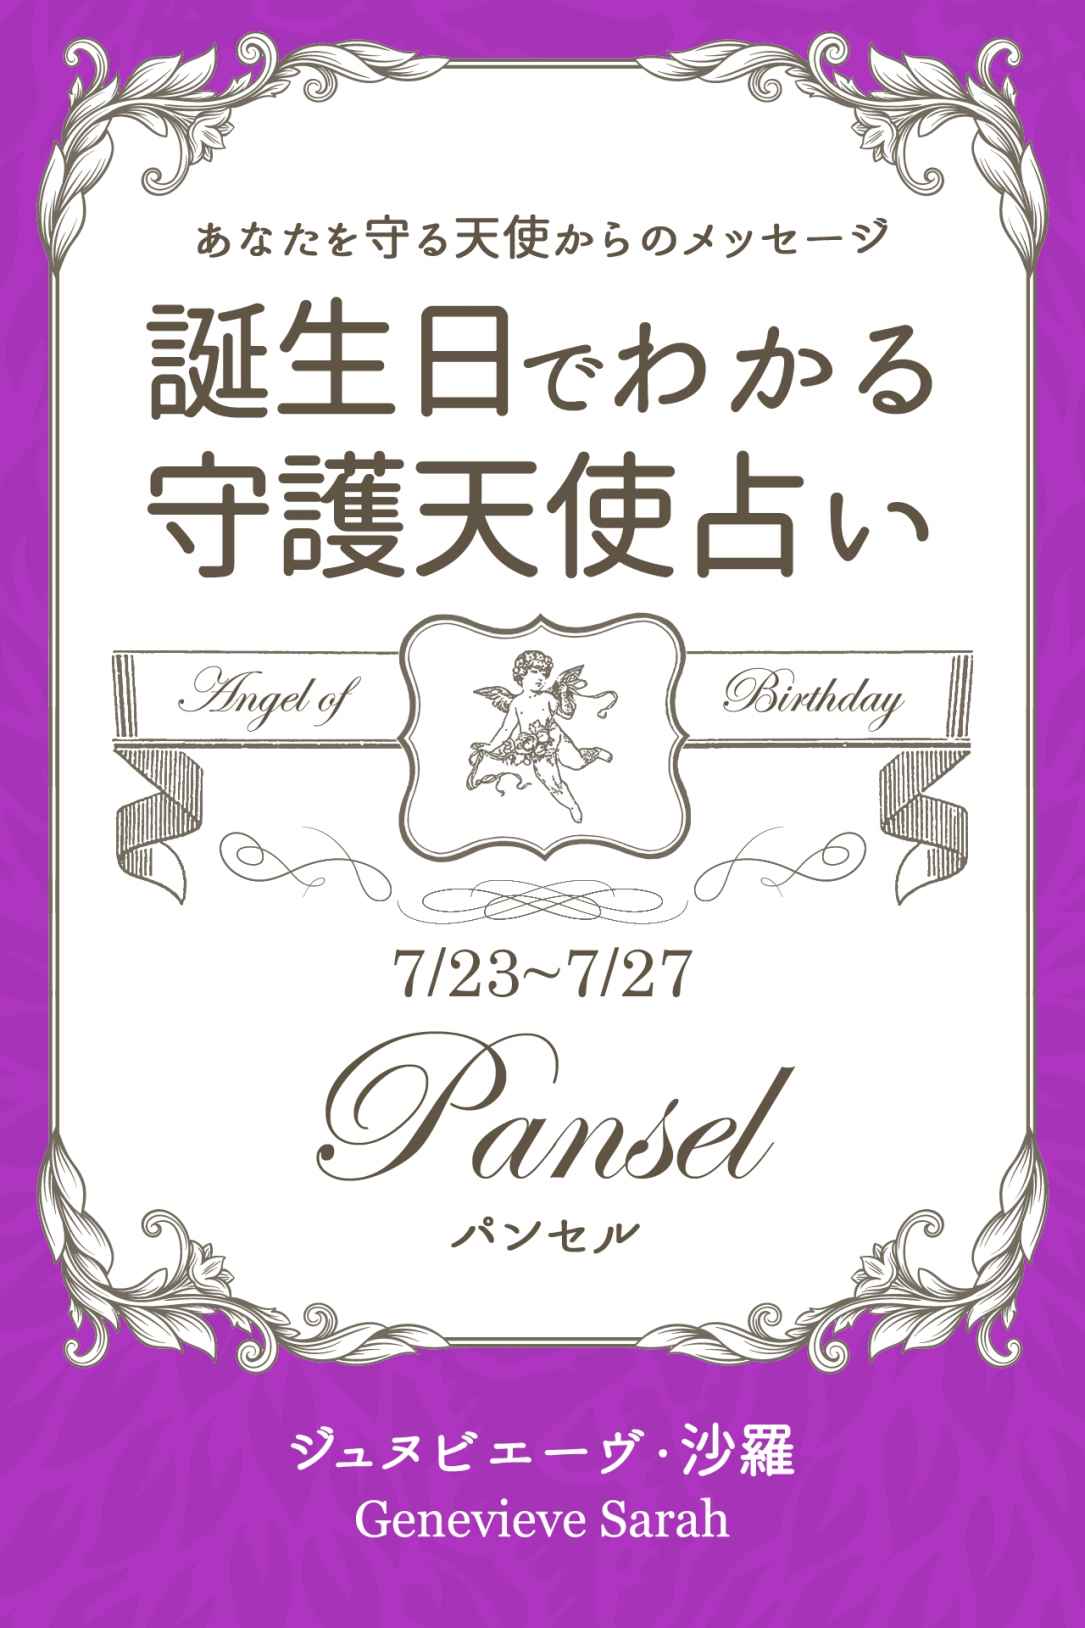 あなたを守る天使からのメッセージ
誕生日でわかる
守護天使占い
Angel of
Birthday
7/23~7/27
Pansel
パンセル
ジュヌビエーヴ・沙羅
Genevieve Sarah